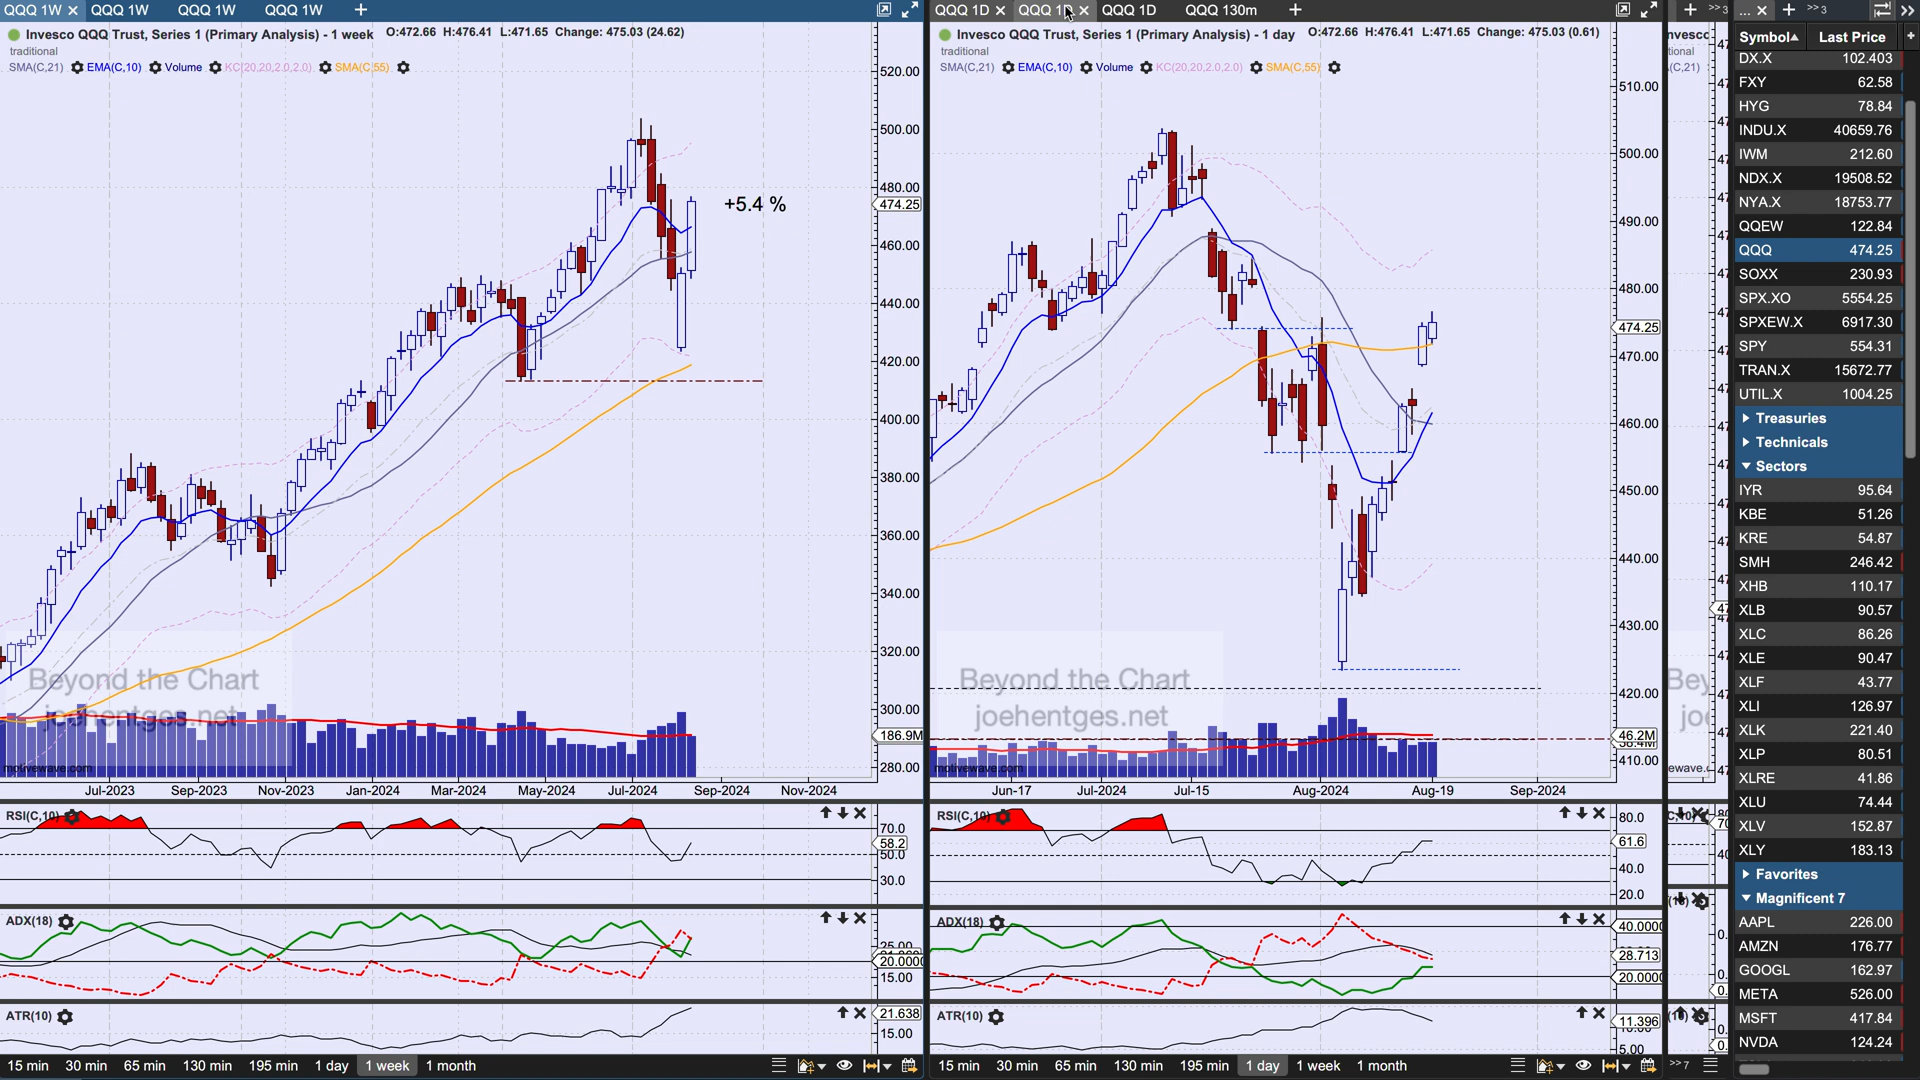 QQQ 1W QQQ 1W QQQ 1W QQQ 1W
Invesco QQQ Trust, Series 1 (Primary Analysis) - 1 week O:472.66 H:476.41 L:471.65 Change: 475.03 (24.62)
traditional
SMA(C,21) EMA(C,10) Volume KC(20,20,2.0,2.0) SMA(C,55)
520.00
500.00
480.00
474.25
460.00
440.00
420.00
400.00
380.00
360.00
340.00
320.00
300.00
186.9M
280.00
+5.4 %
Beyond the Chart
joehentges.net
motivewave.com
Jul-2023 Sep-2023 Nov-2023 Jan-2024 Mar-2024 May-2024 Jul-2024 Sep-2024 Nov-2024
RSI(C,10)
70.0
58.2
50.0
30.0
ADX(18)
25.00
20.0000
15.00
ATR(10)
21.638
15.00
15 min 30 min 65 min 130 min 195 min 1 day 1 week 1 month
QQQ 1D QQQ 1D QQQ 1D QQQ 130m
Invesco QQQ Trust, Series 1 (Primary Analysis) - 1 day O:472.66 H:476.41 L:471.65 Change: 475.03 (0.61)
traditional
SMA(C,21) EMA(C,10) Volume KC(20,20,2.0,2.0) SMA(C,55)
510.00
500.00
490.00
480.00
474.25
470.00
460.00
450.00
440.00
430.00
420.00
46.2M
410.00
Beyond the Chart
joehentges.net
motivewave.com
Jun-17 Jul-2024 Jul-15 Aug-2024 Aug-19 Sep-2024
RSI(C,10)
80.0
61.6
40.0
20.0
ADX(18)
40.0000
28.713
20.0000
ATR(10)
11.396
5.00
15 min 30 min 65 min 130 min 195 min 1 day 1 week 1 month
Symbol Last Price
DX.X 102.403
FXY 62.58
HYG 78.84
INDU.X 40659.76
IWM 212.60
NDX.X 19508.52
NYA.X 18753.77
QQEW 122.84
QQQ 474.25
SOXX 230.93
SPX.XO 5554.25
SPXEW.X 6917.30
SPY 554.31
TRAN.X 15672.77
UTIL.X 1004.25
Treasuries
Technicals
Sectors
IYR 95.64
KBE 51.26
KRE 54.87
SMH 246.42
XHB 110.17
XLB 90.57
XLC 86.26
XLE 90.47
XLF 43.77
XLI 126.97
XLK 221.40
XLP 80.51
XLRE 41.86
XLU 74.44
XLV 152.87
XLY 183.13
Favorites
Magnificent 7
AAPL 226.00
AMZN 176.77
GOOGL 162.97
META 526.00
MSFT 417.84
NVDA 124.24